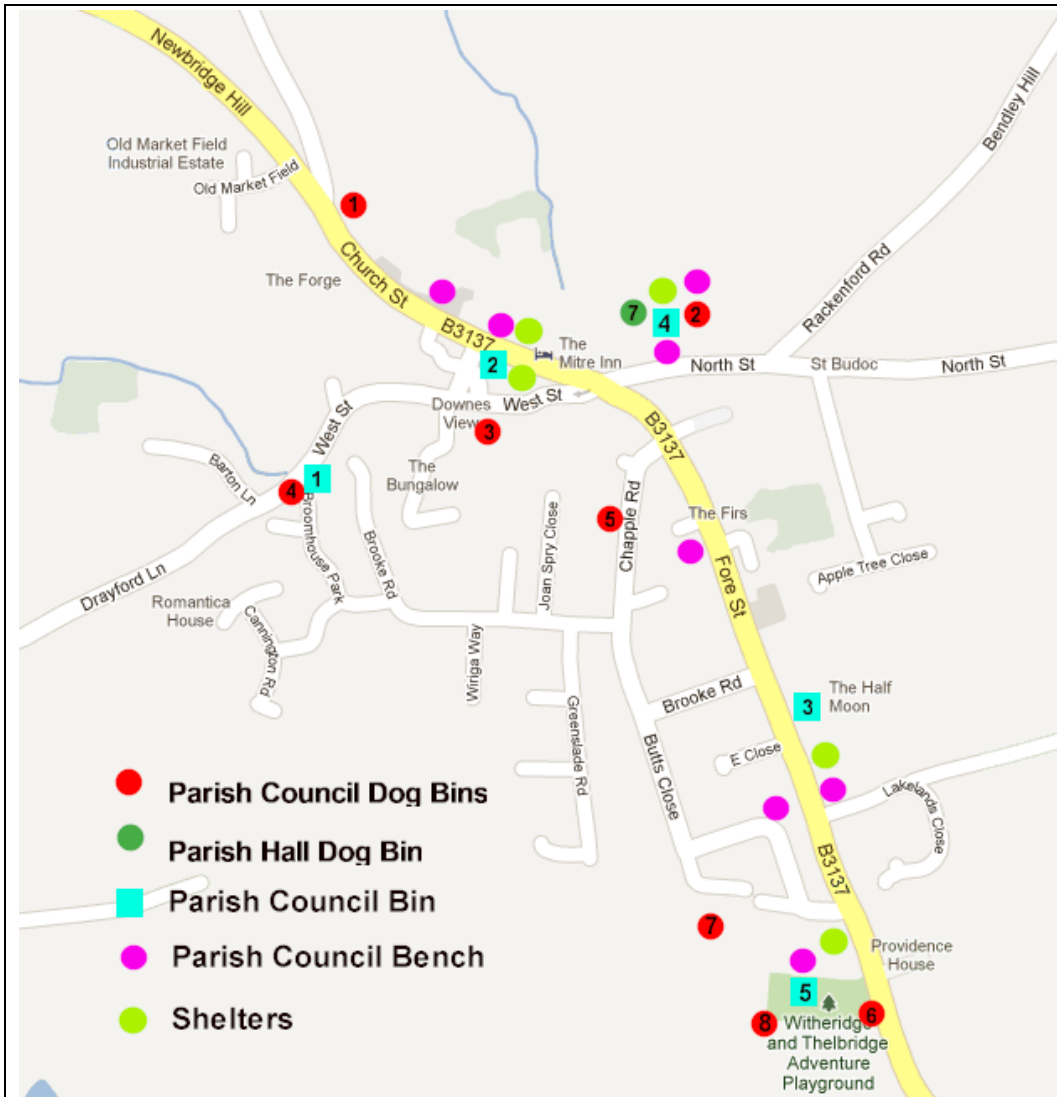 Newbridge Hill
Old Market Field
Industrial Estate
Old Market Field
Bendley Hill
1
The Forge
Church St
B3137
Rackenford Rd
7
4
2
2
The
Mitre Inn
North St
St Budoc
North St
West St
Downes
View
3
West St
Barton Ln
1
4
The
Bungalow
B3137
Chapple Rd
5
The Firs
Broomhouse Park
Brooke Rd
Joan Spry Close
Drayford Ln
Fore St
Apple Tree Close
Romantica
House
Cannington Rd
Winga Way
Greenslade Rd
Brooke Rd
3
The Half
Moon
E Close
Butts Close
Lakelands Close
B3137
Parish Council Dog Bins
Parish Hall Dog Bin
Parish Council Bin
Parish Council Bench
Shelters
7
Providence
House
5
6
8
Witheridge
and Thelbridge
Adventure
Playground